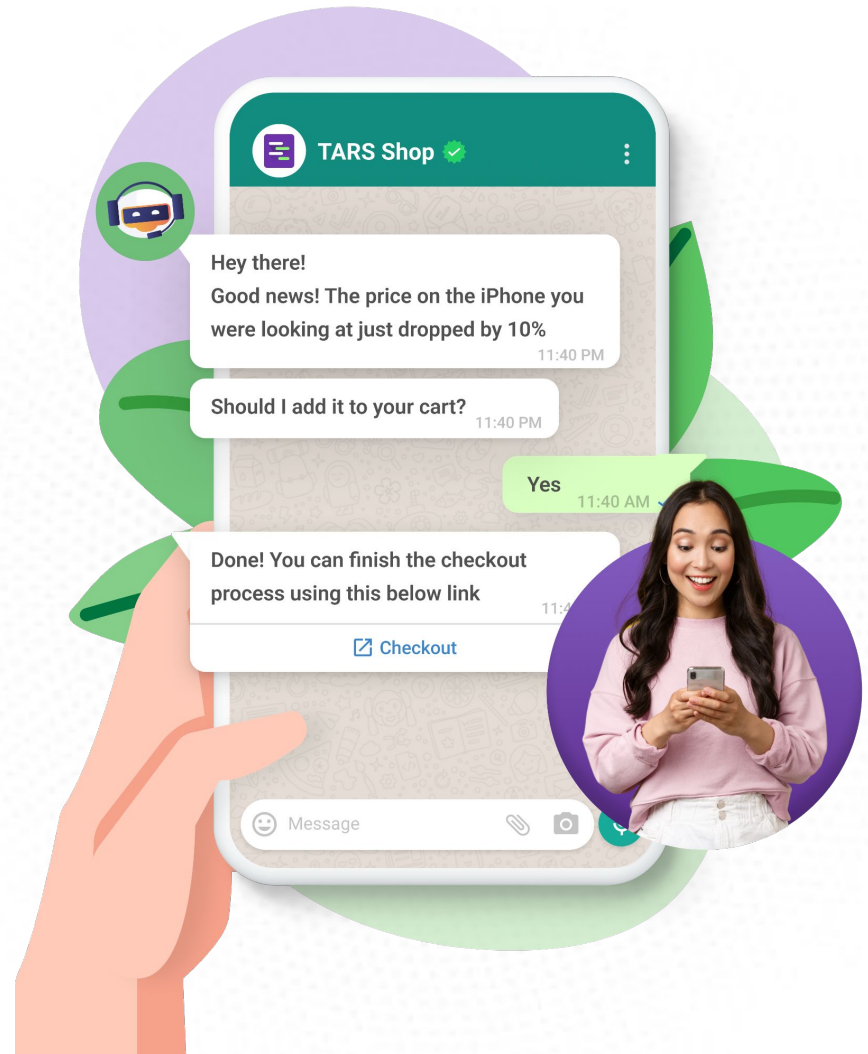 TARS Shop
Hey there!
Good news! The price on the iPhone you
were looking at just dropped by 10%
11:40 PM
Should I add it to your cart?
11:40 PM
Yes
11:40 AM
Done! You can finish the checkout
process using this below link
Checkout
Message